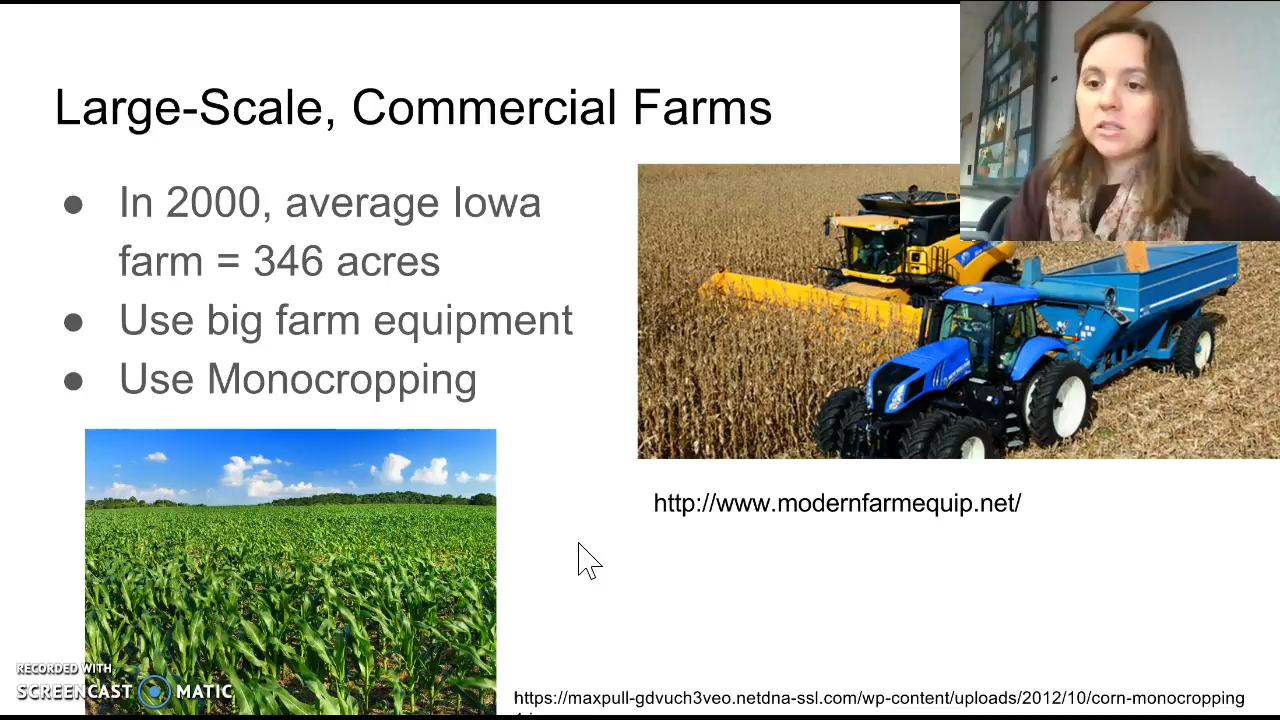 Large-Scale, Commercial Farms
● In 2000, average Iowa
farm = 346 acres
● Use big farm equipment
● Use Monocropping
http://www.modernfarmequip.net/
RECORDED WITH
SCREENCAST MATIC
https://maxpull-gdvuch3veo.netdna-ssl.com/wp-content/uploads/2012/10/corn-monocropping